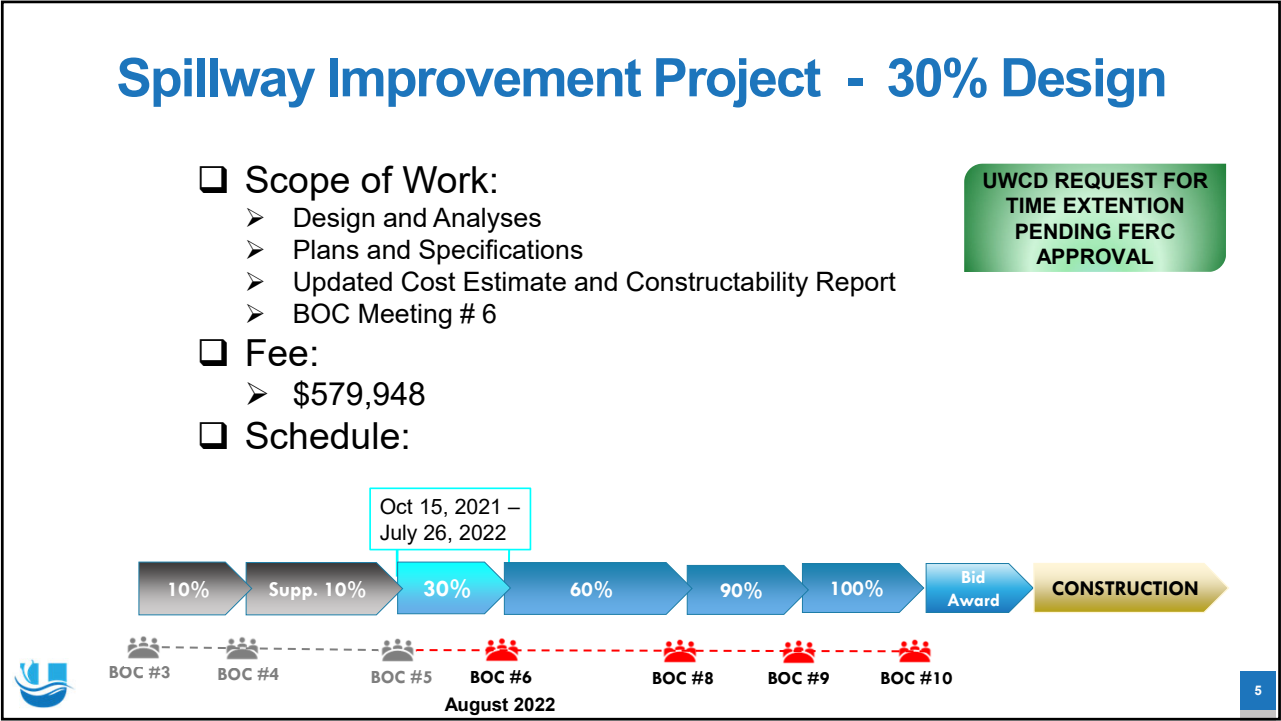 Spillway Improvement Project - 30% Design
Scope of Work:
Design and Analyses
Plans and Specifications
Updated Cost Estimate and Constructability Report
BOC Meeting # 6
Fee:
$579,948
Schedule:
UWCD REQUEST FOR
TIME EXTENTION
PENDING FERC
APPROVAL
Oct 15, 2021 –
July 26, 2022
10%
Supp. 10%
30%
60%
90%
100%
Bid
Award
CONSTRUCTION
BOC #3
BOC #4
BOC #5
BOC #6
August 2022
BOC #8
BOC #9
BOC #10
5